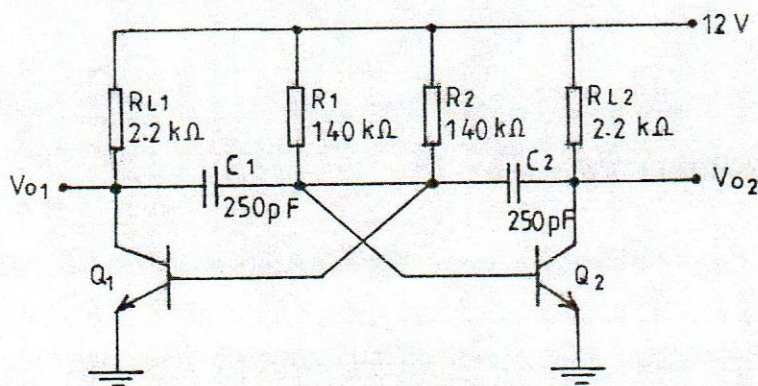 12 V
RL1
2.2 kΩ
R1
140 kΩ
R2
140 kΩ
RL2
2.2 kΩ
C1
250pF
C2
250pF
Vo1
Vo2
Q1
Q2